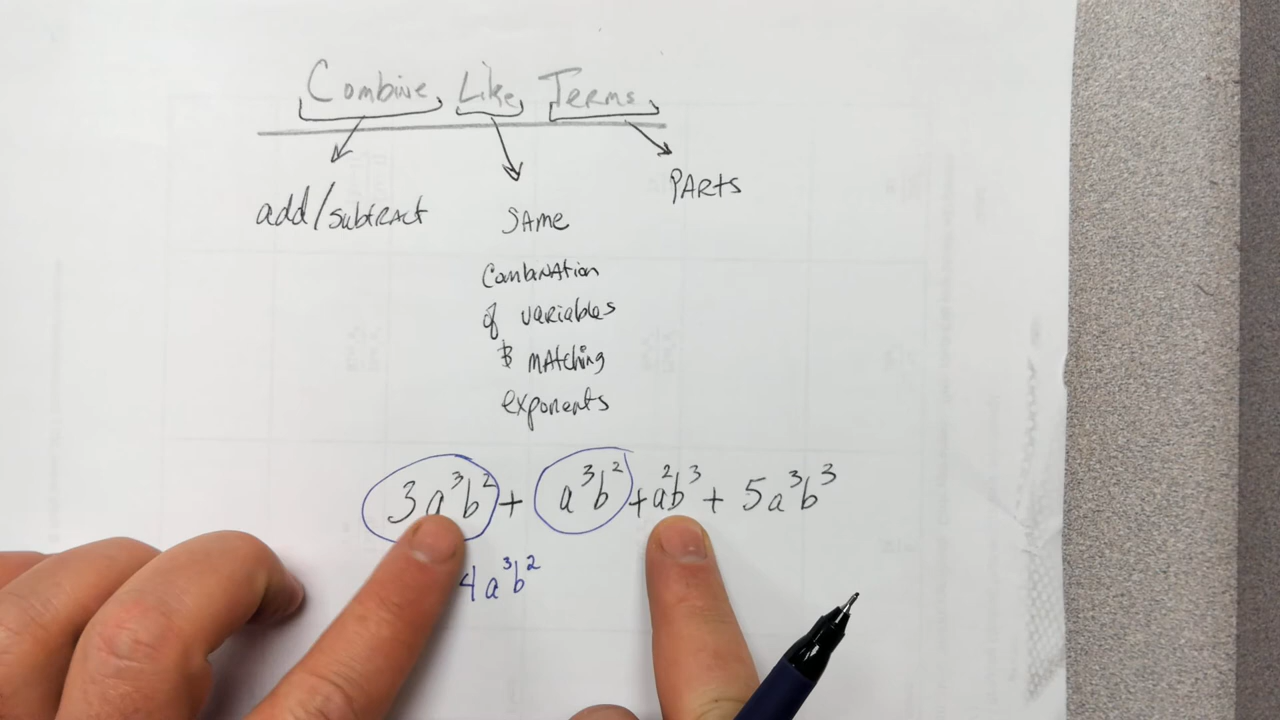 Combine Like Terms
add/subtract
SAMe
PARts
CombiNAtion
of variables
& mAtching
exponents
3a³b² + a³b² + a²b³ + 5a³b³
4a³b²